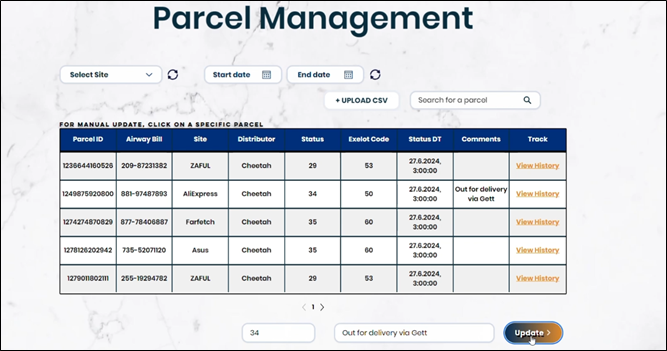 Parcel Management
Select Site Start date End date
+ UPLOAD CSV Search for a parcol
FOR MANUAL UPDATE, CLICK ON A SPECIFIC PARCEL
Parcel ID Airway Bill Site Distributor Status Exelot Code Status DT Comments Track
1236644160526 209-87231382 ZAFUL Cheetah 29 53 27.6.2024, 3:00:00 View History
1249875920800 881-97487893 AliExpress Cheetah 34 50 27.6.2024, 3:00:00 Out for delivery via Gett View History
1274274870829 877-78406887 Farfetch Cheetah 35 60 27.6.2024, 3:00:00 View History
1278126202942 735-52071120 Asus Cheetah 35 60 27.6.2024, 3:00:00 View History
1279011802111 255-19294782 ZAFUL Cheetah 29 53 27.6.2024, 3:00:00 View History
< 1 >
34 Out for delivery via Gett Update >